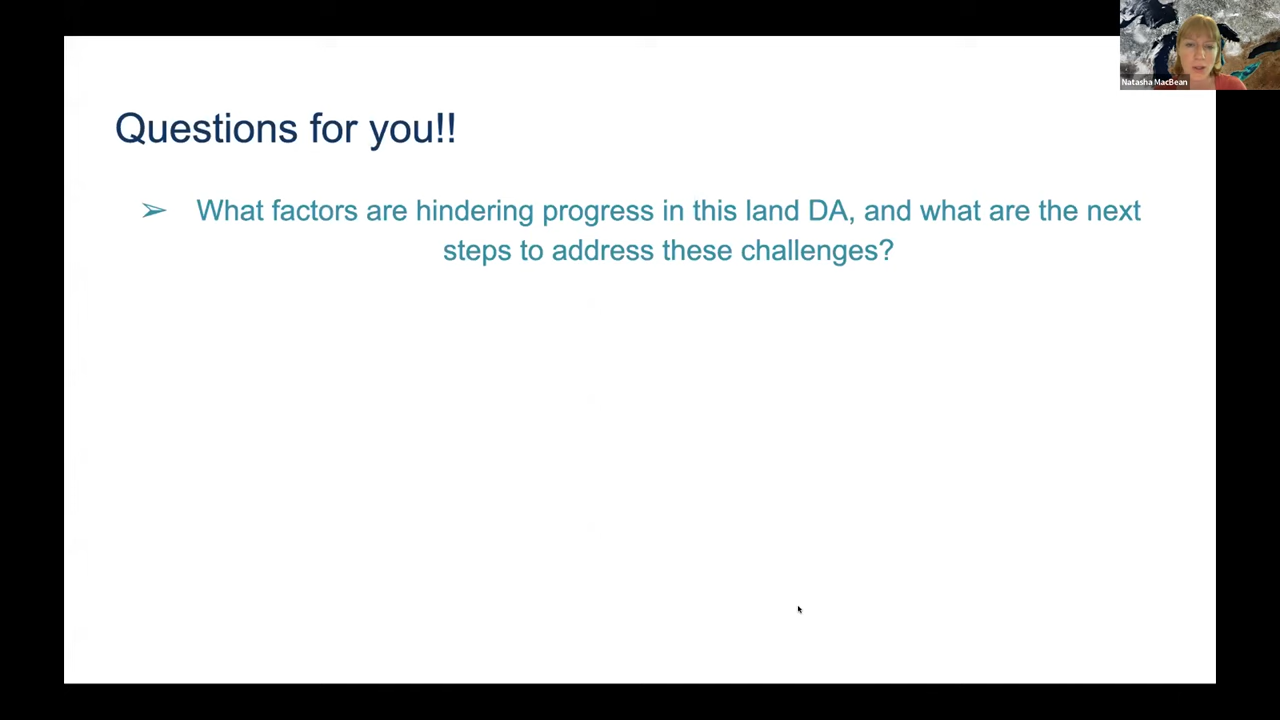 Natasha MacBean
Questions for you!!
➢ What factors are hindering progress in this land DA, and what are the next
steps to address these challenges?